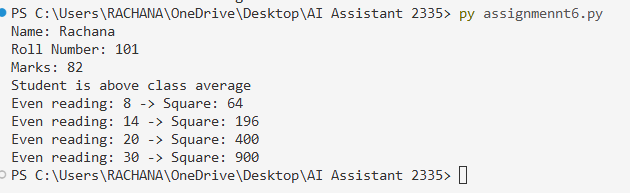 PS C:\Users\RACHANA\OneDrive\Desktop\AI Assistant 2335> py assignmennt6.py
Name: Rachana
Roll Number: 101
Marks: 82
Student is above class average
Even reading: 8 -> Square: 64
Even reading: 14 -> Square: 196
Even reading: 20 -> Square: 400
Even reading: 30 -> Square: 900
PS C:\Users\RACHANA\OneDrive\Desktop\AI Assistant 2335>